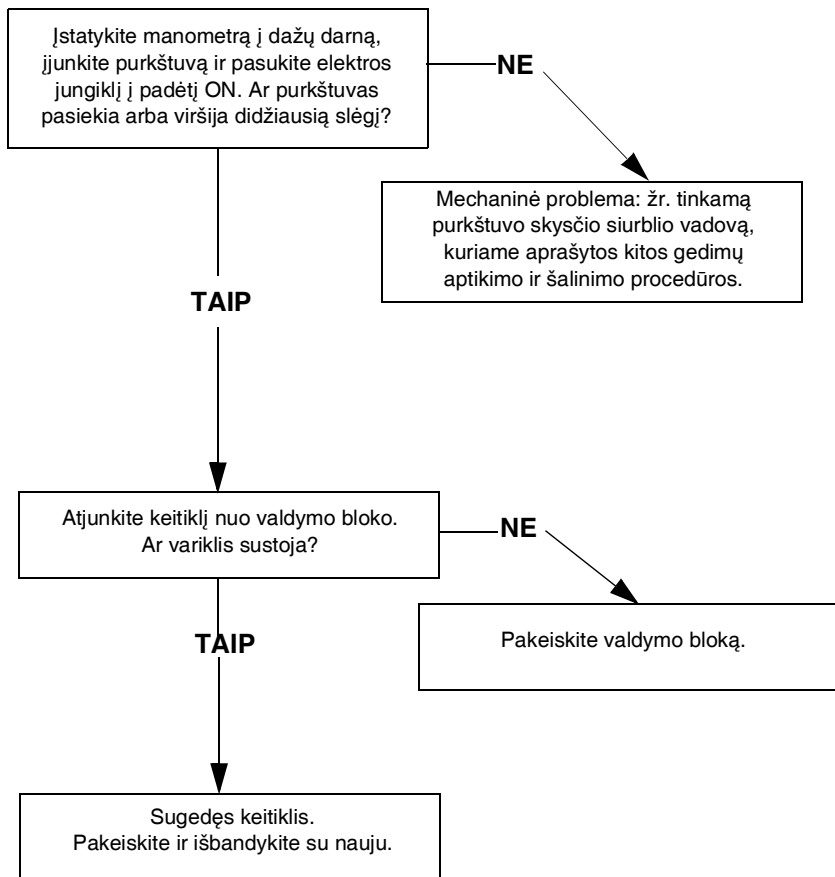 Įstatykite manometrą į dažų darną,
įjunkite purkštuvą ir pasukite elektros
jungiklį į padėtį ON. Ar purkštuvas
pasiekia arba viršija didžiausią slėgį?
NE
Mechaninė problema: žr. tinkamą
purkštuvo skysčio siurblio vadovą,
kuriame aprašytos kitos gedimų
aptikimo ir šalinimo procedūros.
TAIP
Atjunkite keitiklį nuo valdymo bloko.
Ar variklis sustoja?
NE
TAIP
Pakeiskite valdymo bloką.
Sugedęs keitiklis.
Pakeiskite ir išbandykite su nauju.